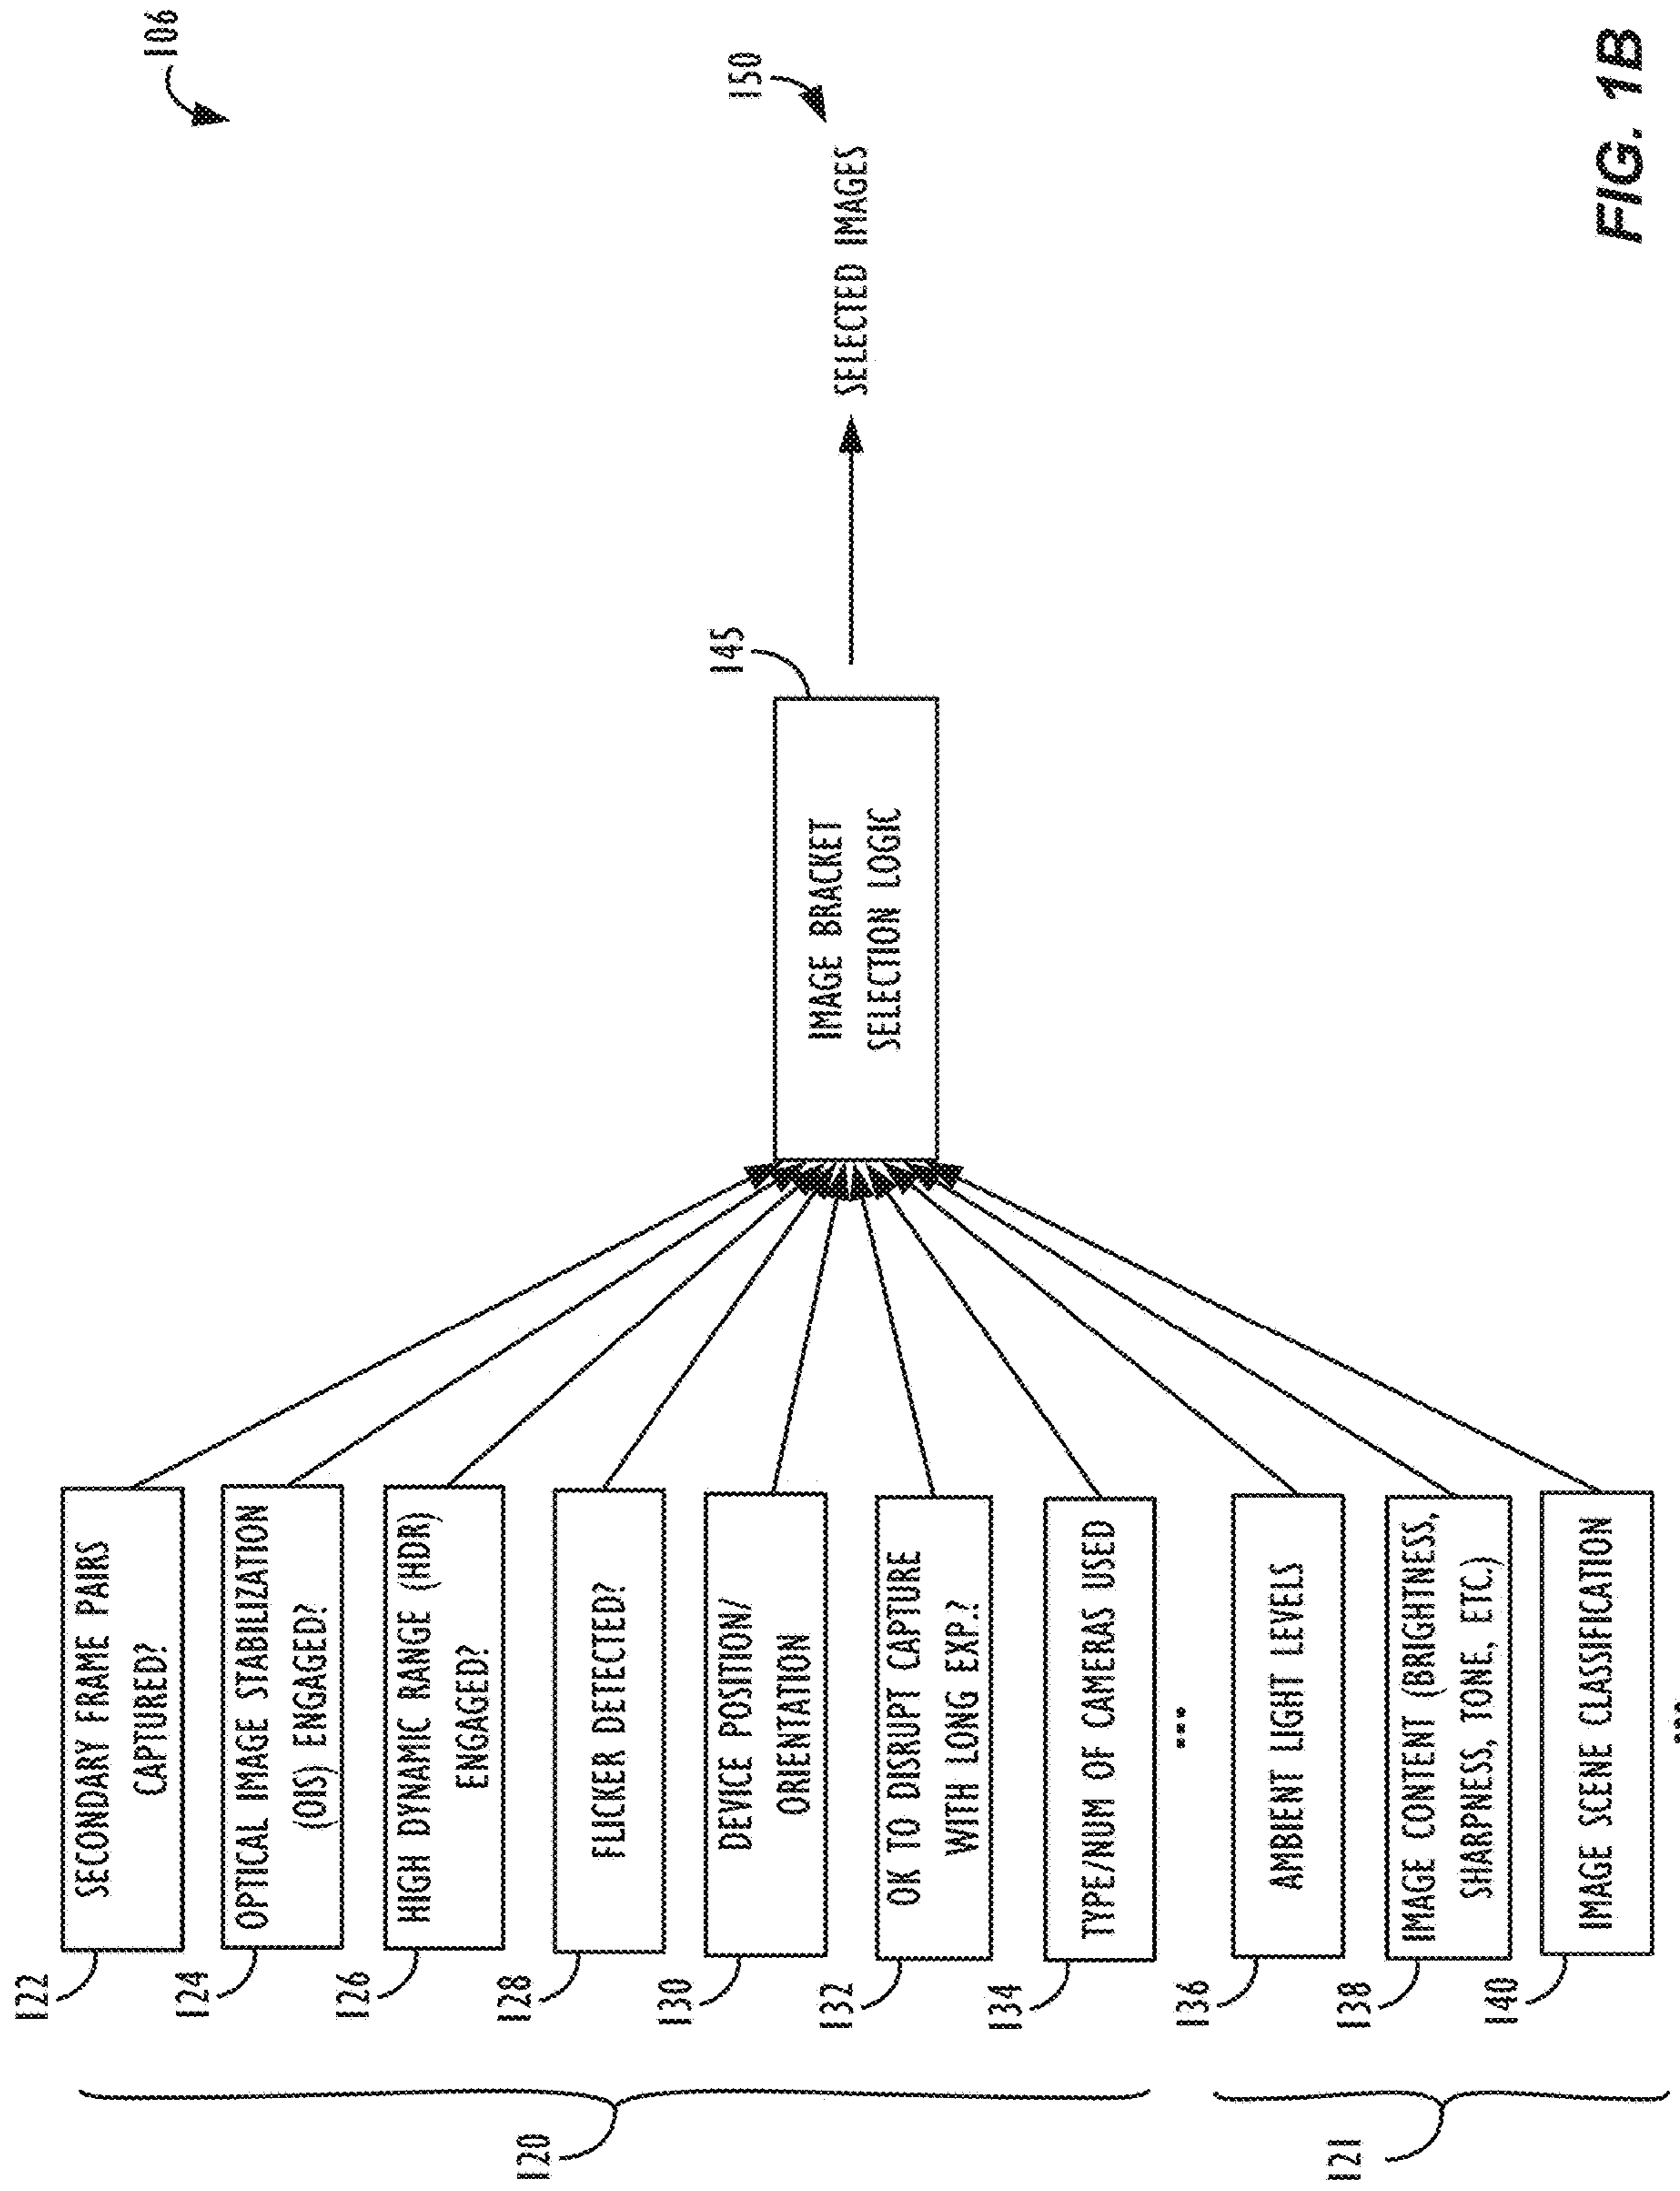 106
122
SECONDARY FRAME PAIRS
CAPTURED?
124
OPTICAL IMAGE STABILIZATION
(OIS) ENGAGED?
126
HIGH DYNAMIC RANGE (HDR)
ENGAGED?
128
FLICKER DETECTED?
130
DEVICE POSITION/
ORIENTATION
132
OK TO DISRUPT CAPTURE
WITH LONG EXP.?
134
TYPE/NUM OF CAMERAS USED
...
120
136
AMBIENT LIGHT LEVELS
138
IMAGE CONTENT (BRIGHTNESS,
SHARPNESS, TONE, ETC.)
140
IMAGE SCENE CLASSIFICATION
...
121
145
IMAGE BRACKET
SELECTION LOGIC
150
SELECTED IMAGES
FIG. 1B